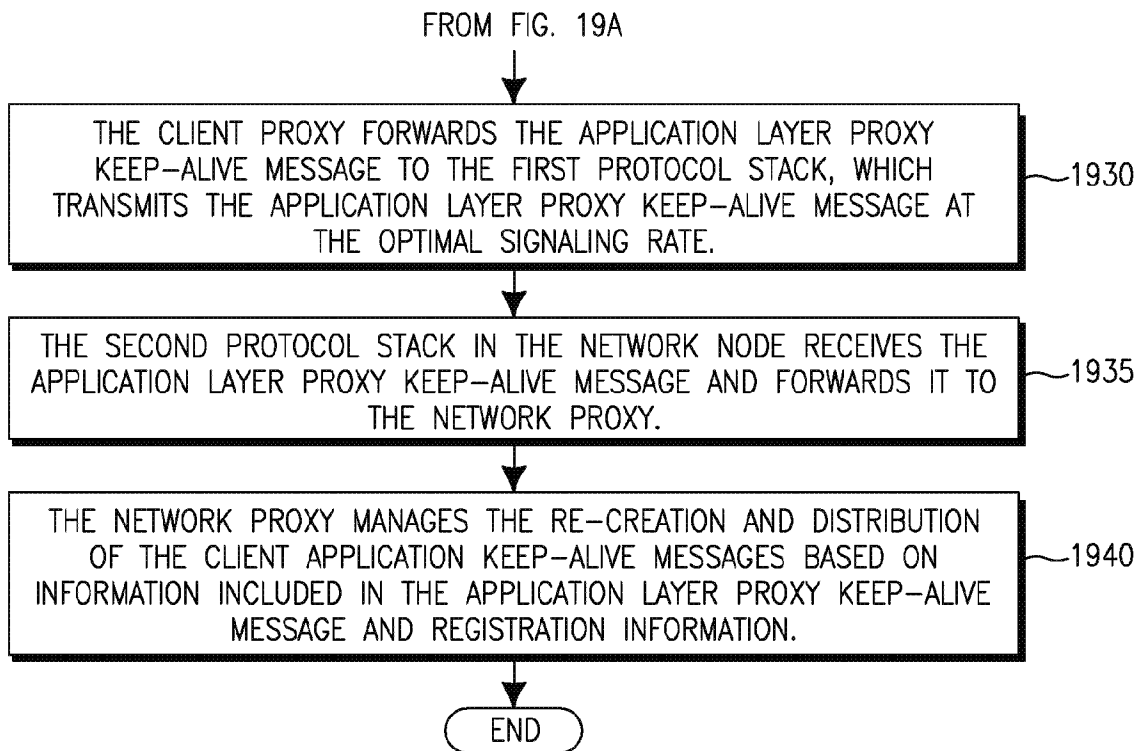 FROM FIG. 19A
THE CLIENT PROXY FORWARDS THE APPLICATION LAYER PROXY
KEEP-ALIVE MESSAGE TO THE FIRST PROTOCOL STACK, WHICH
TRANSMITS THE APPLICATION LAYER PROXY KEEP-ALIVE MESSAGE AT
THE OPTIMAL SIGNALING RATE.
1930
THE SECOND PROTOCOL STACK IN THE NETWORK NODE RECEIVES THE
APPLICATION LAYER PROXY KEEP-ALIVE MESSAGE AND FORWARDS IT TO
THE NETWORK PROXY.
1935
THE NETWORK PROXY MANAGES THE RE-CREATION AND DISTRIBUTION
OF THE CLIENT APPLICATION KEEP-ALIVE MESSAGES BASED ON
INFORMATION INCLUDED IN THE APPLICATION LAYER PROXY KEEP-ALIVE
MESSAGE AND REGISTRATION INFORMATION.
1940
END